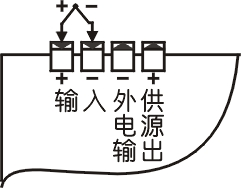 + -
+ - - +
输入 外供
电源
输出